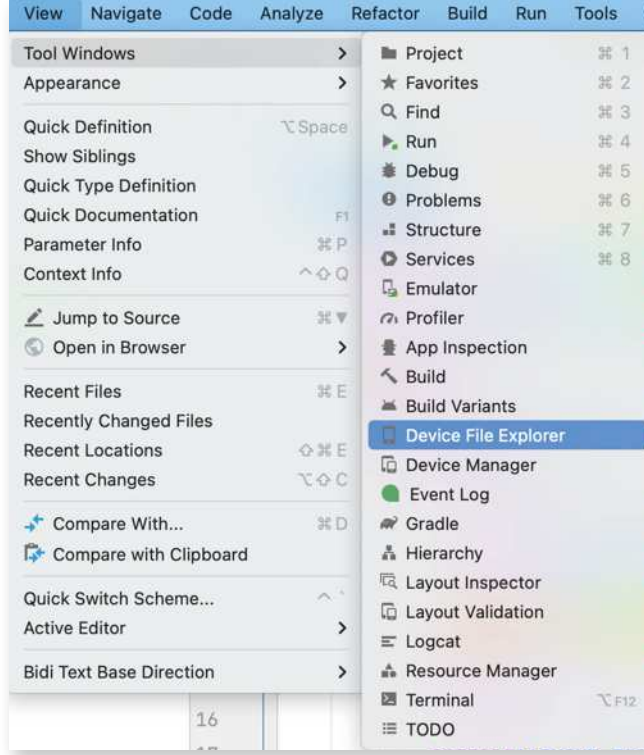 View Navigate Code Analyze Refactor Build Run Tools
Tool Windows
Appearance
Quick Definition ⌥Space
Show Siblings
Quick Type Definition
Quick Documentation F1
Parameter Info ⌘ P
Context Info ^⇧Q
Jump to Source ⌘▼
Open in Browser
Recent Files ⌘ E
Recently Changed Files
Recent Locations ⇧⌘E
Recent Changes ⌥⇧C
Compare With... ⌘D
Compare with Clipboard
Quick Switch Scheme... ^`
Active Editor
Bidi Text Base Direction
Project ⌘ 1
Favorites ⌘ 2
Find ⌘ 3
Run ⌘ 4
Debug ⌘ 5
Problems ⌘ 6
Structure ⌘ 7
Services ⌘ 8
Emulator
Profiler
App Inspection
Build
Build Variants
Device File Explorer
Device Manager
Event Log
Gradle
Hierarchy
Layout Inspector
Layout Validation
Logcat
Resource Manager
Terminal ⌥F12
TODO
16